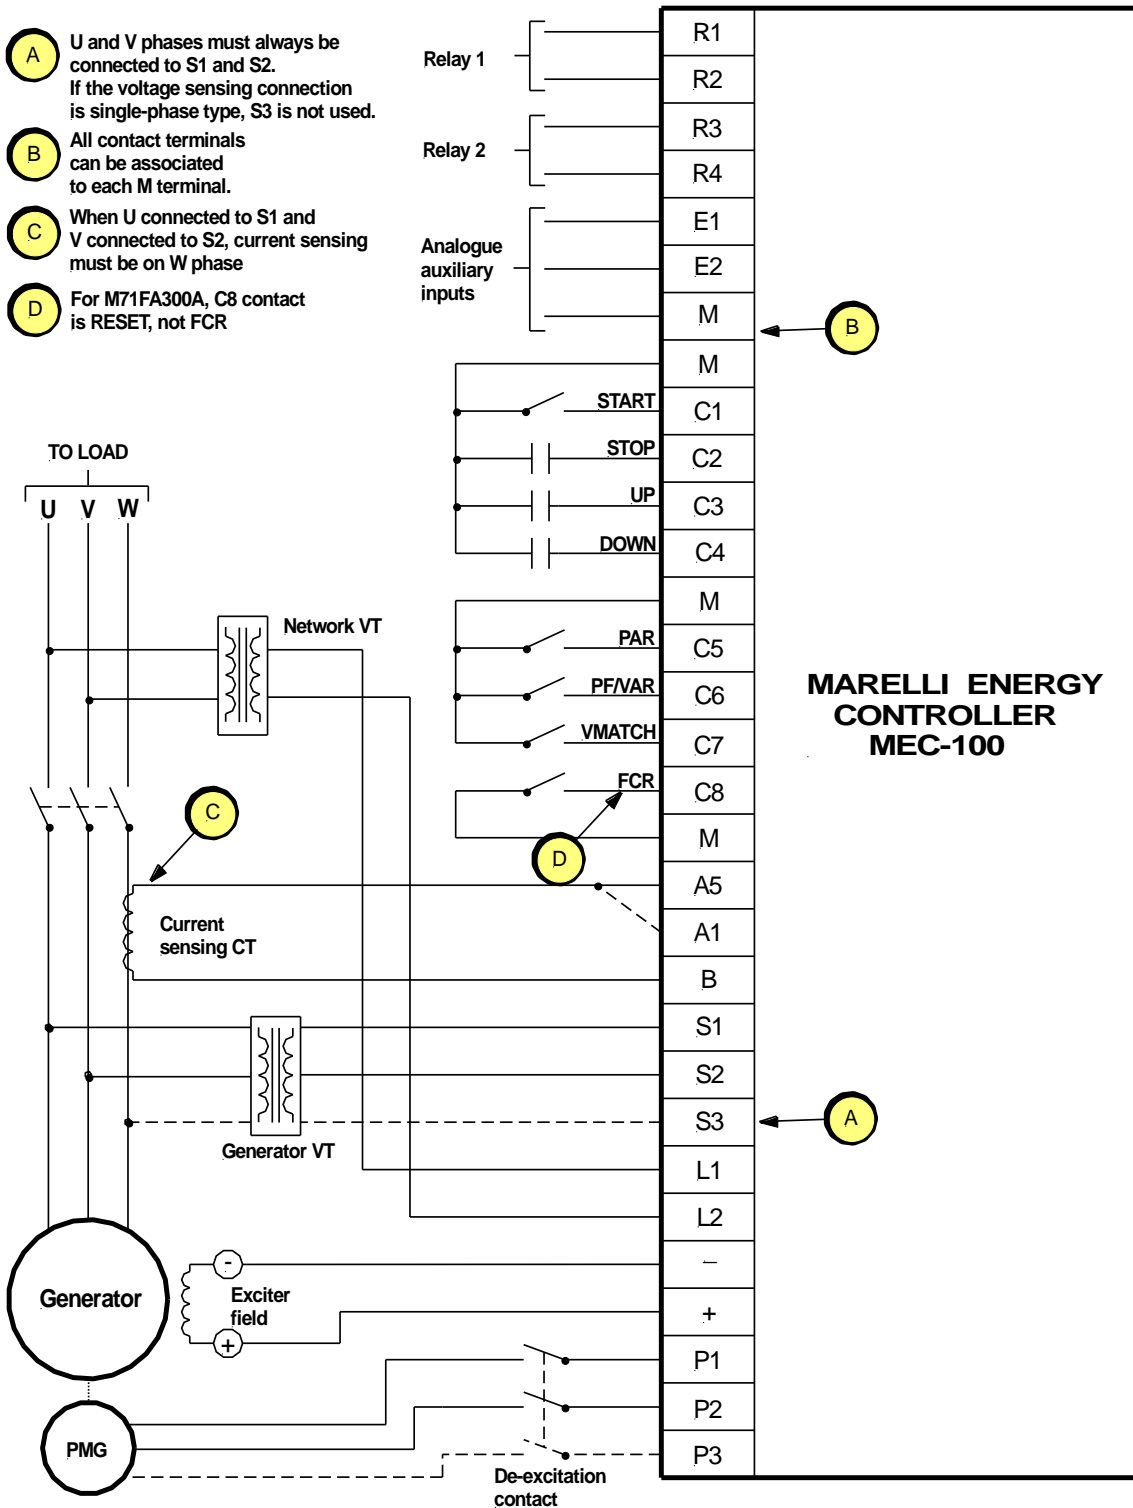 A
U and V phases must always be
connected to S1 and S2.
If the voltage sensing connection
is single-phase type, S3 is not used.
B
All contact terminals
can be associated
to each M terminal.
C
When U connected to S1 and
V connected to S2, current sensing
must be on W phase
D
For M71FA300A, C8 contact
is RESET, not FCR
Relay 1
R1
R2
Relay 2
R3
R4
Analogue
auxiliary
inputs
E1
E2
M
B
M
START
C1
STOP
C2
UP
C3
DOWN
C4
M
PAR
C5
PF/VAR
C6
VMATCH
C7
FCR
C8
M
D
A5
A1
B
S1
S2
S3
A
L1
L2
–
+
P1
P2
P3
MARELLI ENERGY
CONTROLLER
MEC-100
TO LOAD
U V W
Network VT
C
Current
sensing CT
Generator VT
Generator
-
Exciter
field
+
PMG
De-excitation
contact